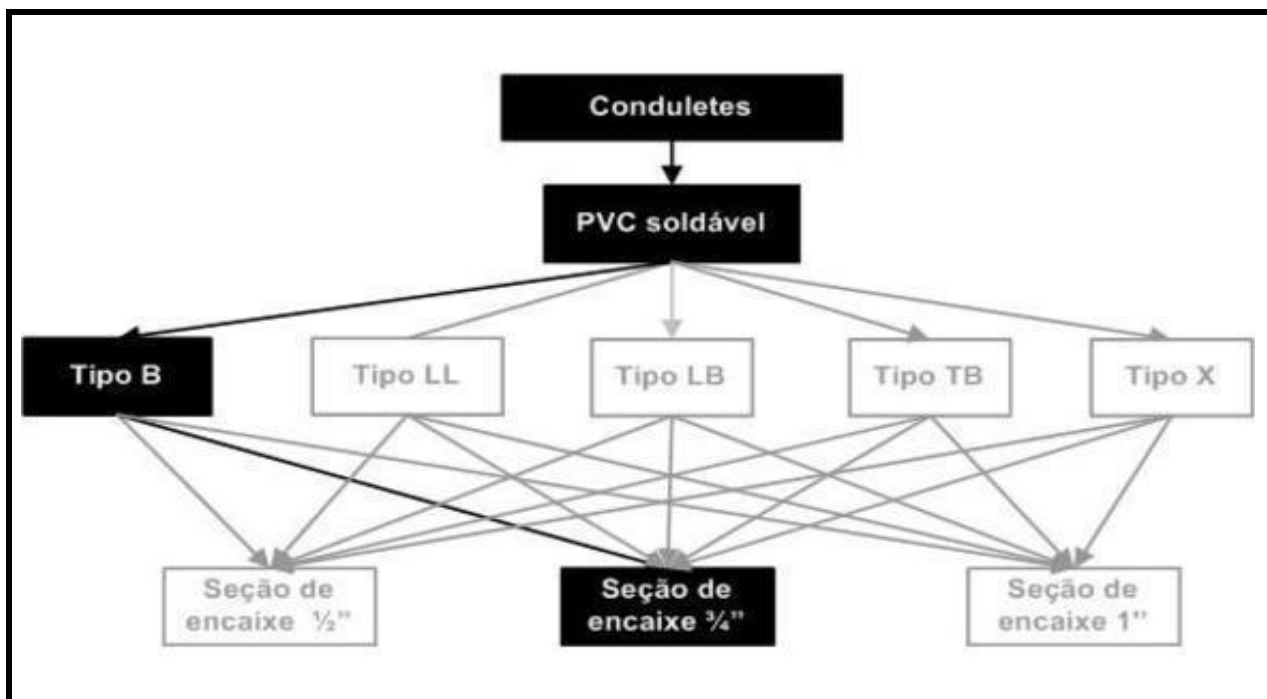 Conduletes
PVC soldável
Tipo B
Tipo LL
Tipo LB
Tipo TB
Tipo X
Seção de
encaixe ½”
Seção de
encaixe ¾”
Seção de
encaixe 1”